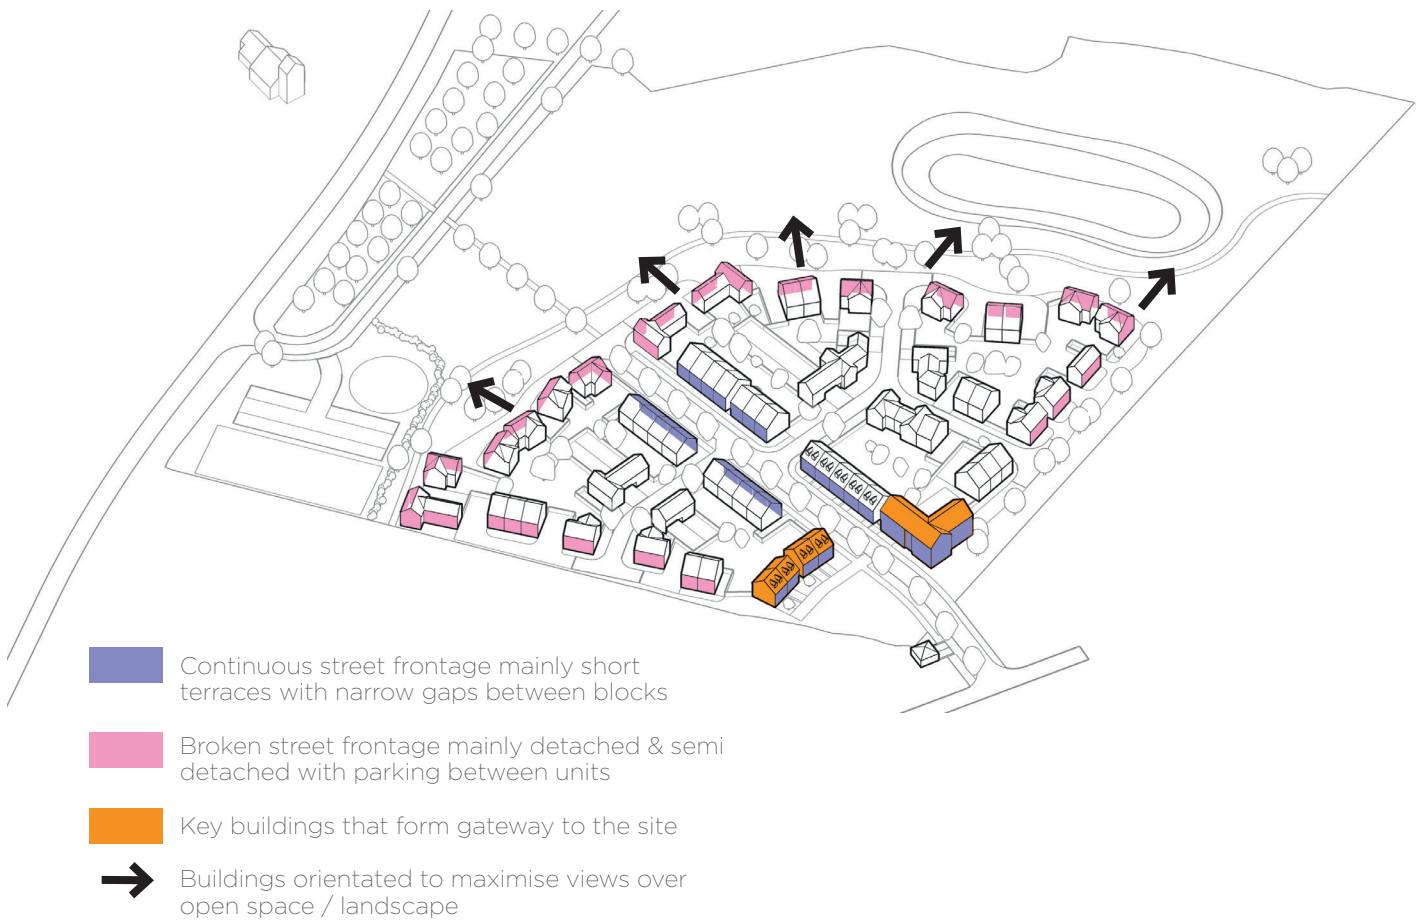 Continuous street frontage mainly short
terraces with narrow gaps between blocks
Broken street frontage mainly detached & semi
detached with parking between units
Key buildings that form gateway to the site
Buildings orientated to maximise views over
open space / landscape